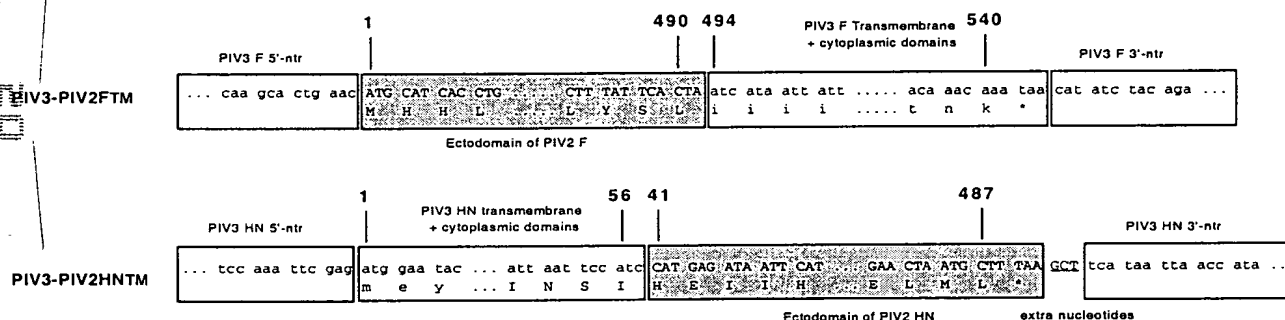 1 490 494 PIV3 F Transmembrane 540
+ cytoplasmic domains
PIV3 F 5'-ntr PIV3 F 3'-ntr
PIV3-PIV2FTM ... caa gca ctg aac ATG CAT CAC CTG ..... CTT TAT TCA CTA atc ata att att ..... aca aac aaa taa cat atc tac aga ...
M H H L ... L Y S L i i i i ..... t n k *
Ectodomain of PIV2 F
1 56 41 487
PIV3 HN transmembrane
+ cytoplasmic domains
PIV3 HN 5'-ntr PIV3 HN 3'-ntr
PIV3-PIV2HNTM ... tcc aaa ttc gag atg gaa tac ... att aat tcc atc CAT GAG ATA ATT CAT ... GAA CTA ATG CTT TAA GCT tca taa tta acc ata ..
m e y ... I N S I H E I I H ... E L M L *
Ectodomain of PIV2 HN extra nucleotides